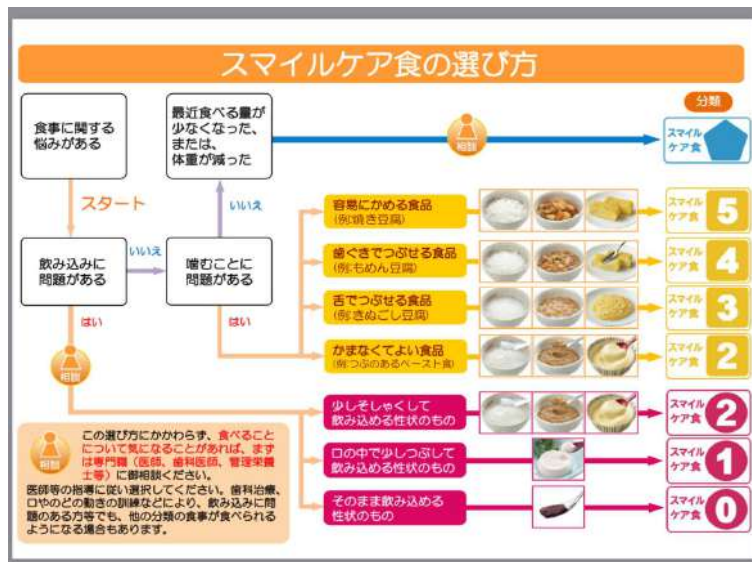 スマイルケア食の選び方
分類
食事に関する
悩みがある
最近食べる量が
少なくなった、
または、
体重が減った
相談
スマイル
ケア食
スタート
いいえ
飲み込みに
問題がある
いいえ
噛むことに
問題がある
はい
はい
相談
容易にかめる食品
(例:焼き豆腐)
スマイル
ケア食
5
歯ぐきでつぶせる食品
(例:もめん豆腐)
スマイル
ケア食
4
舌でつぶせる食品
(例:きぬごし豆腐)
スマイル
ケア食
3
かまなくてよい食品
(例:つぶのあるペースト食)
スマイル
ケア食
2
少しそしゃくして
飲み込める性状のもの
スマイル
ケア食
2
口の中で少しつぶして
飲み込める性状のもの
スマイル
ケア食
1
そのまま飲み込める
性状のもの
スマイル
ケア食
0
相談
この選び方にかかわらず、食べること
について気になることがあれば、まず
は専門職（医師、歯科医師、管理栄養
士等）に御相談ください。
医師等の指導に従い選択してください。歯科治療、
口やのどの動きの訓練などにより、飲み込みに問
題のある方等でも、他の分類の食事が食べられる
ようになる場合もあります。